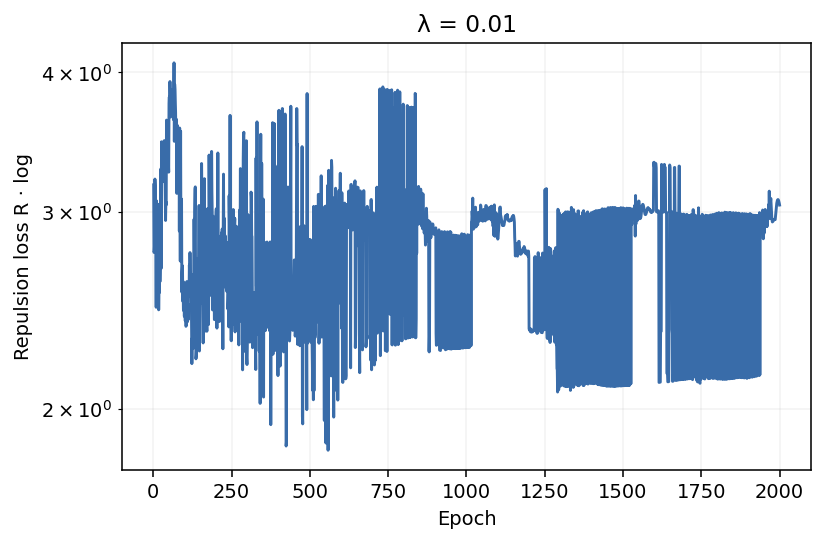 λ = 0.01
Repulsion loss R · log
4 × 10⁰
3 × 10⁰
2 × 10⁰
0 250 500 750 1000 1250 1500 1750 2000
Epoch